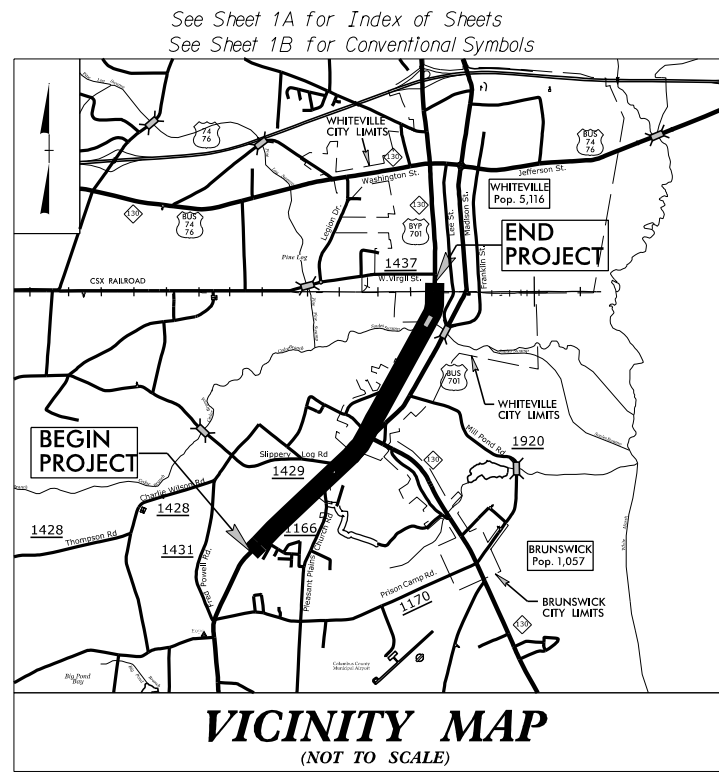 See Sheet 1A for Index of Sheets
See Sheet 1B for Conventional Symbols
WHITEVILLE
CITY LIMITS
74
76
BUS
74
76
130
Washington St.
Jefferson St.
WHITEVILLE
Pop. 5,116
130
BUS
74
76
Legion Dr.
130
BYP
701
Lee St.
Madison St.
Franklin St.
END
PROJECT
Pine Log
1437
W. Virgil St.
CSX RAILROAD
BUS
701
WHITEVILLE
CITY LIMITS
BEGIN
PROJECT
Slippery Log Rd
1429
130
Mill Pond Rd.
1920
Charlie Wilson Rd
1428
1428
Thompson Rd
1431
Fred Powell Rd.
1166
Pleasant Plains Church Rd
BRUNSWICK
Pop. 1,057
Prison Camp Rd.
1170
BRUNSWICK
CITY LIMITS
130
Columbus County
Municipal Airport
Big Pond
Bay
VICINITY MAP
(NOT TO SCALE)